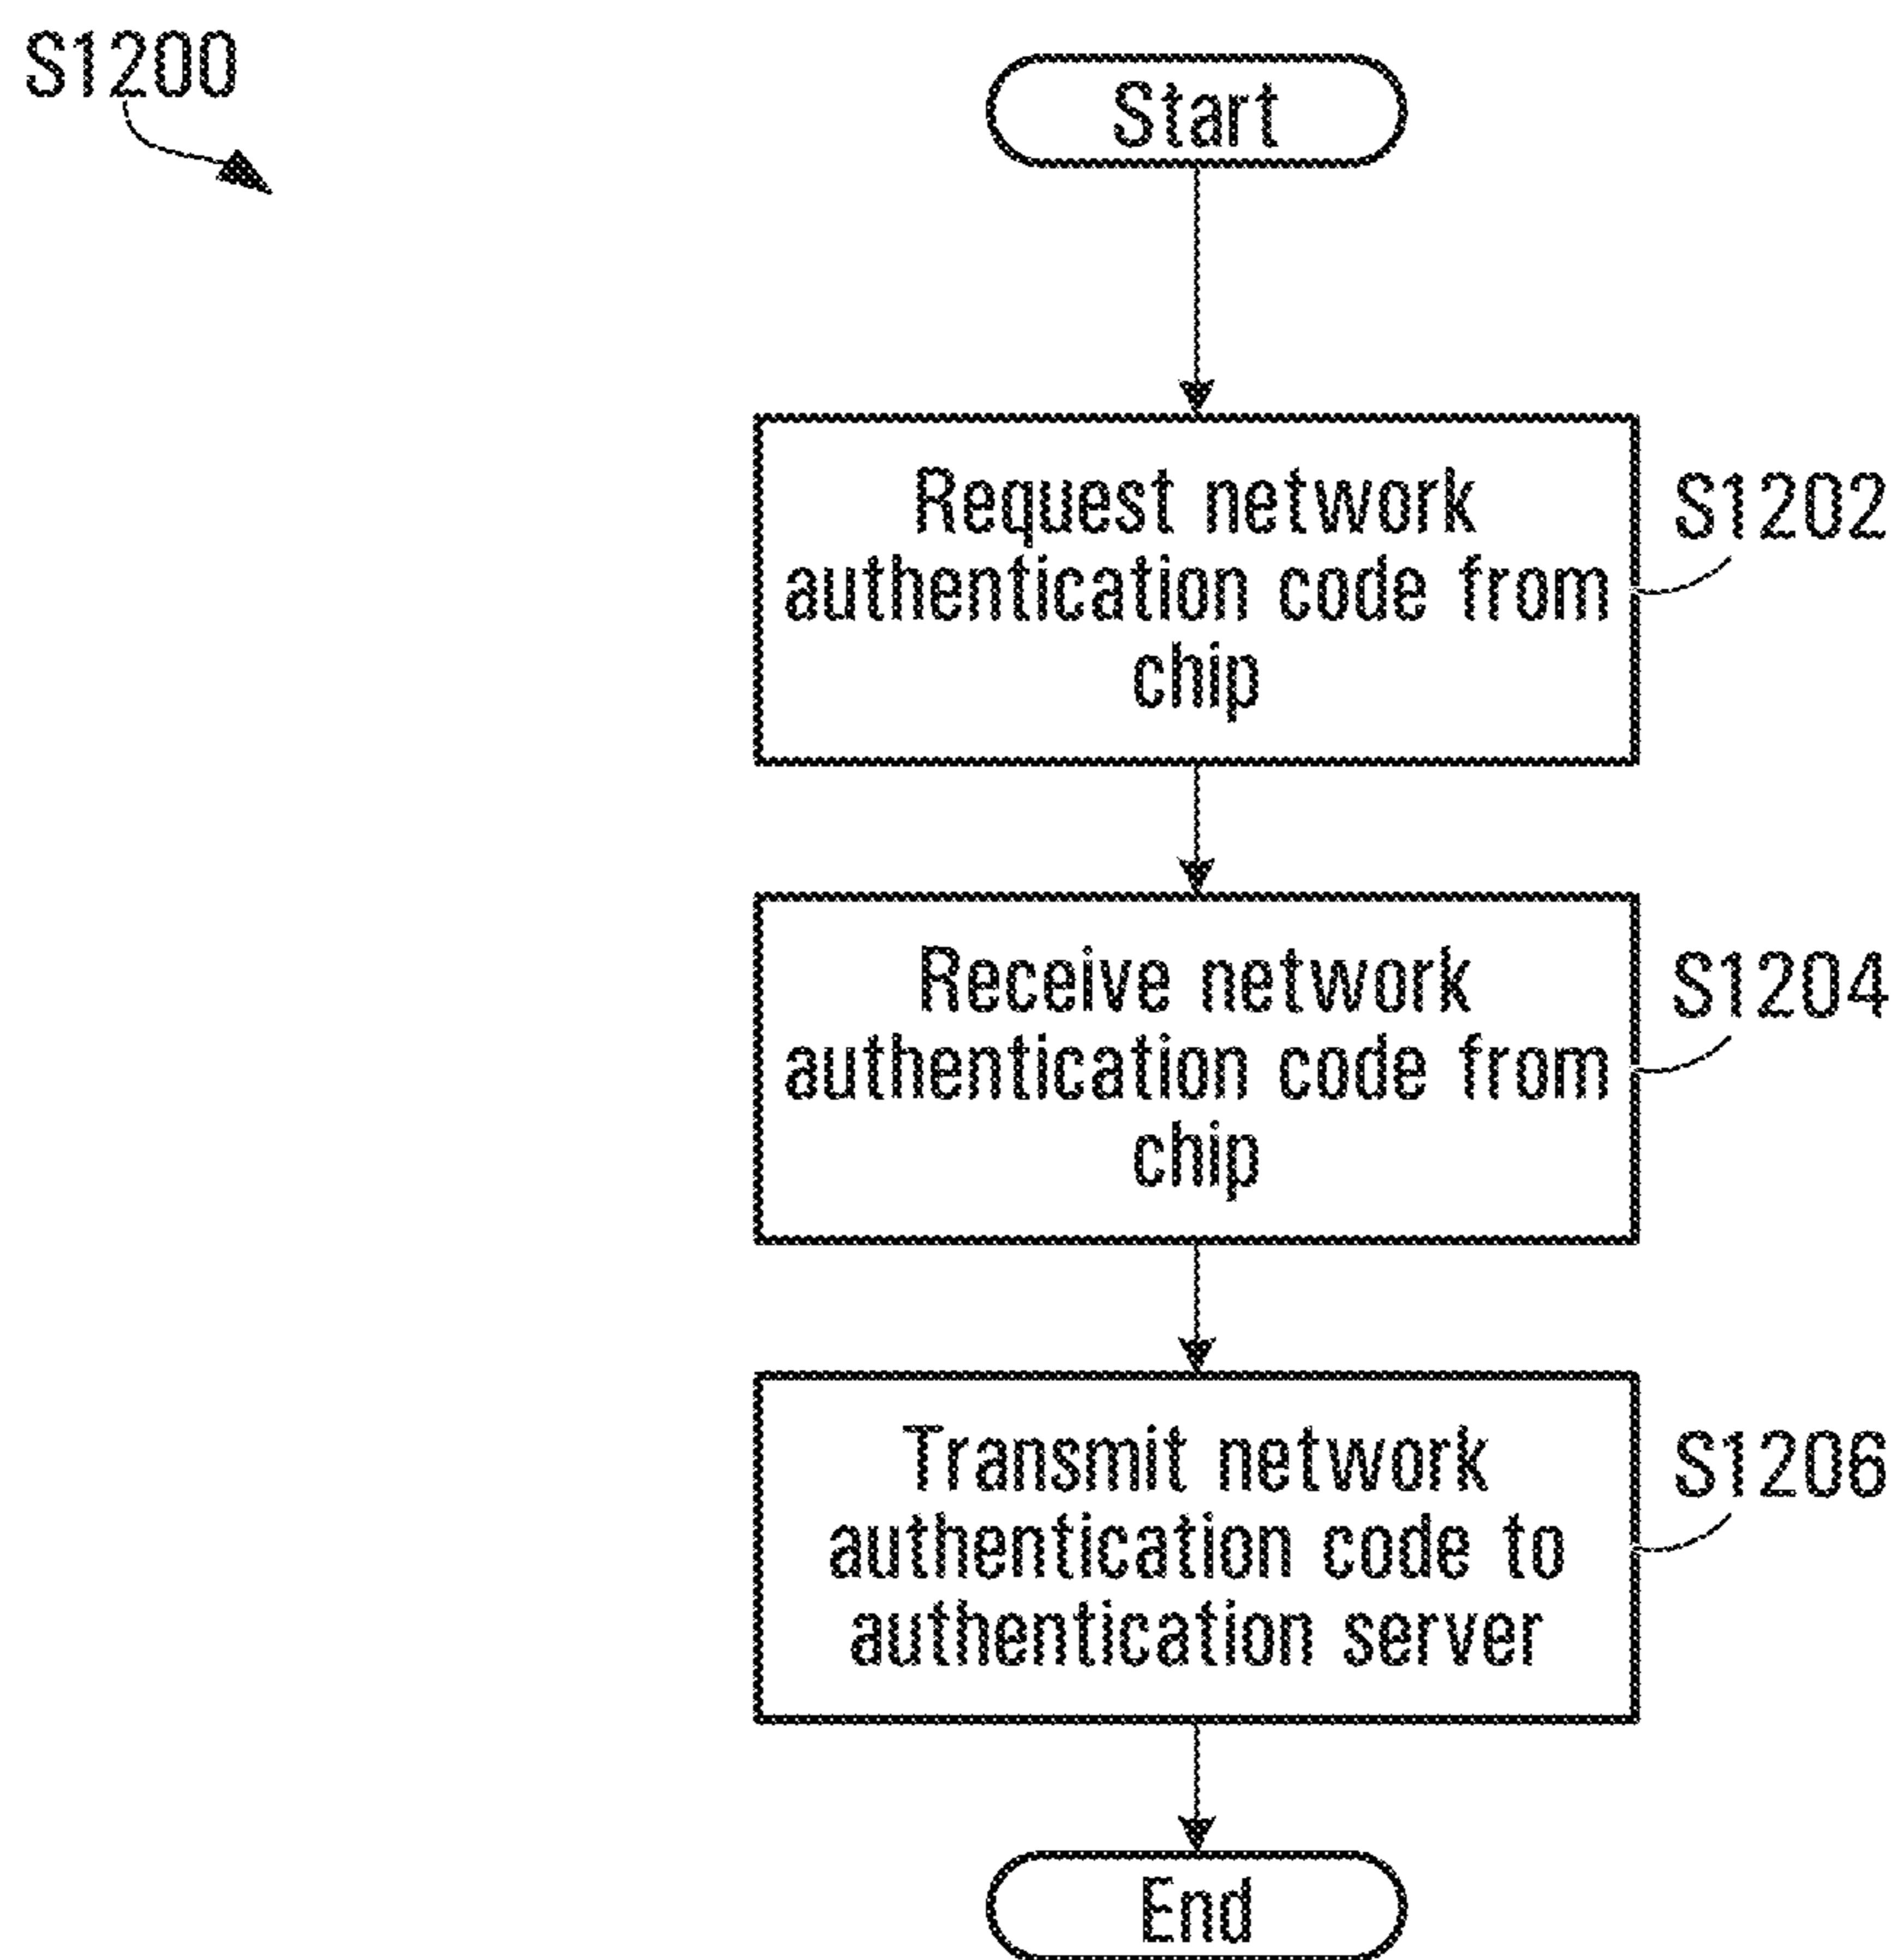 S1200
Start
Request network
authentication code from
chip
S1202
Receive network
authentication code from
chip
S1204
Transmit network
authentication code to
authentication server
S1206
End